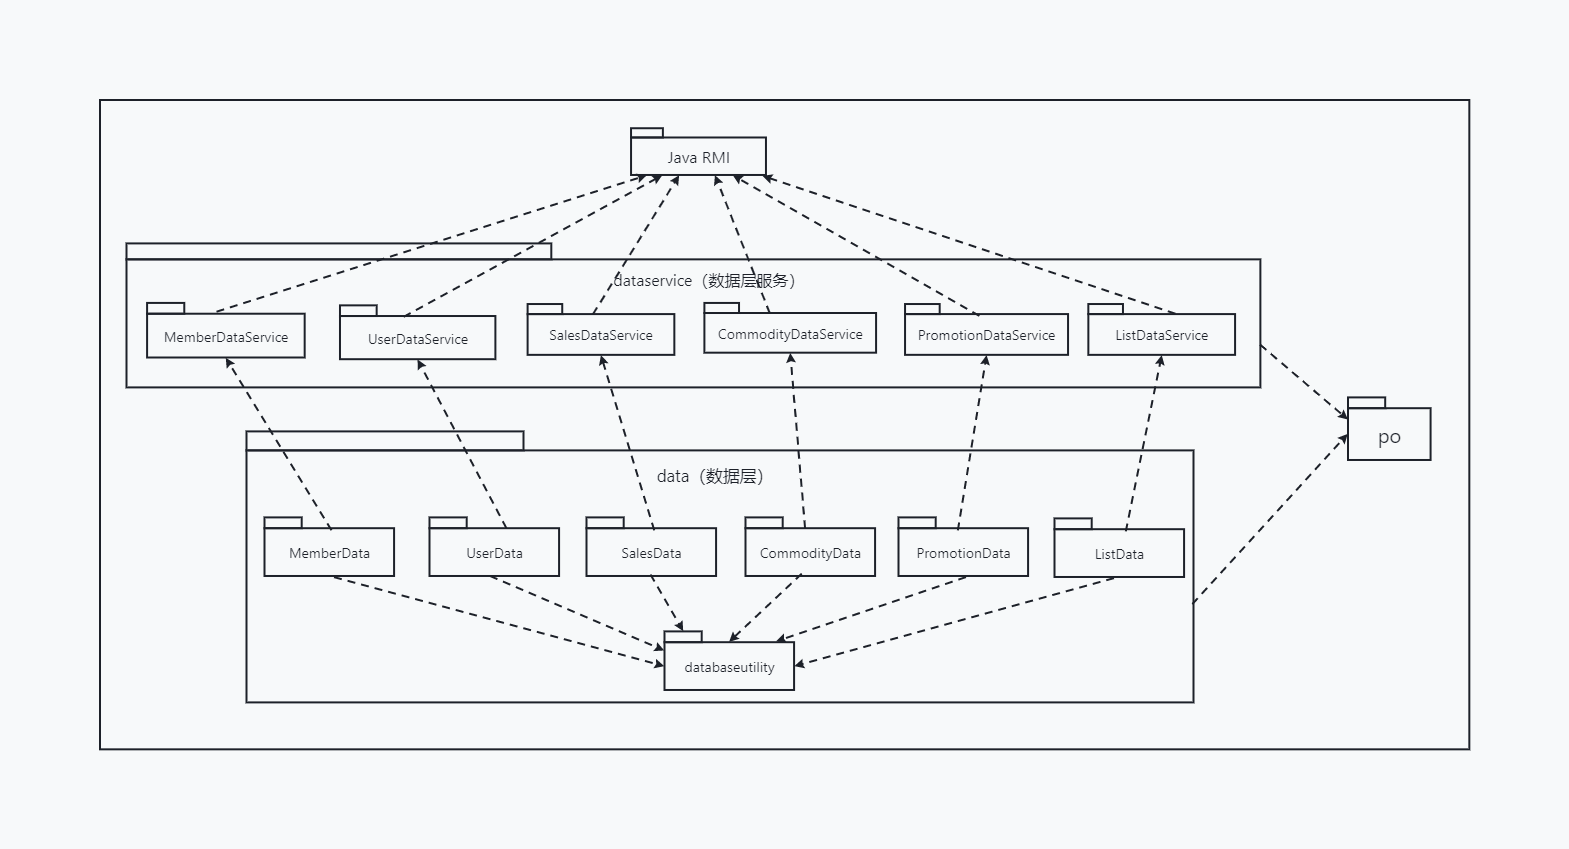 Java RMI
dataservice（数据层服务）
MemberDataService
UserDataService
SalesDataService
CommodityDataService
PromotionDataService
ListDataService
po
data（数据层）
MemberData
UserData
SalesData
CommodityData
PromotionData
ListData
databaseutility